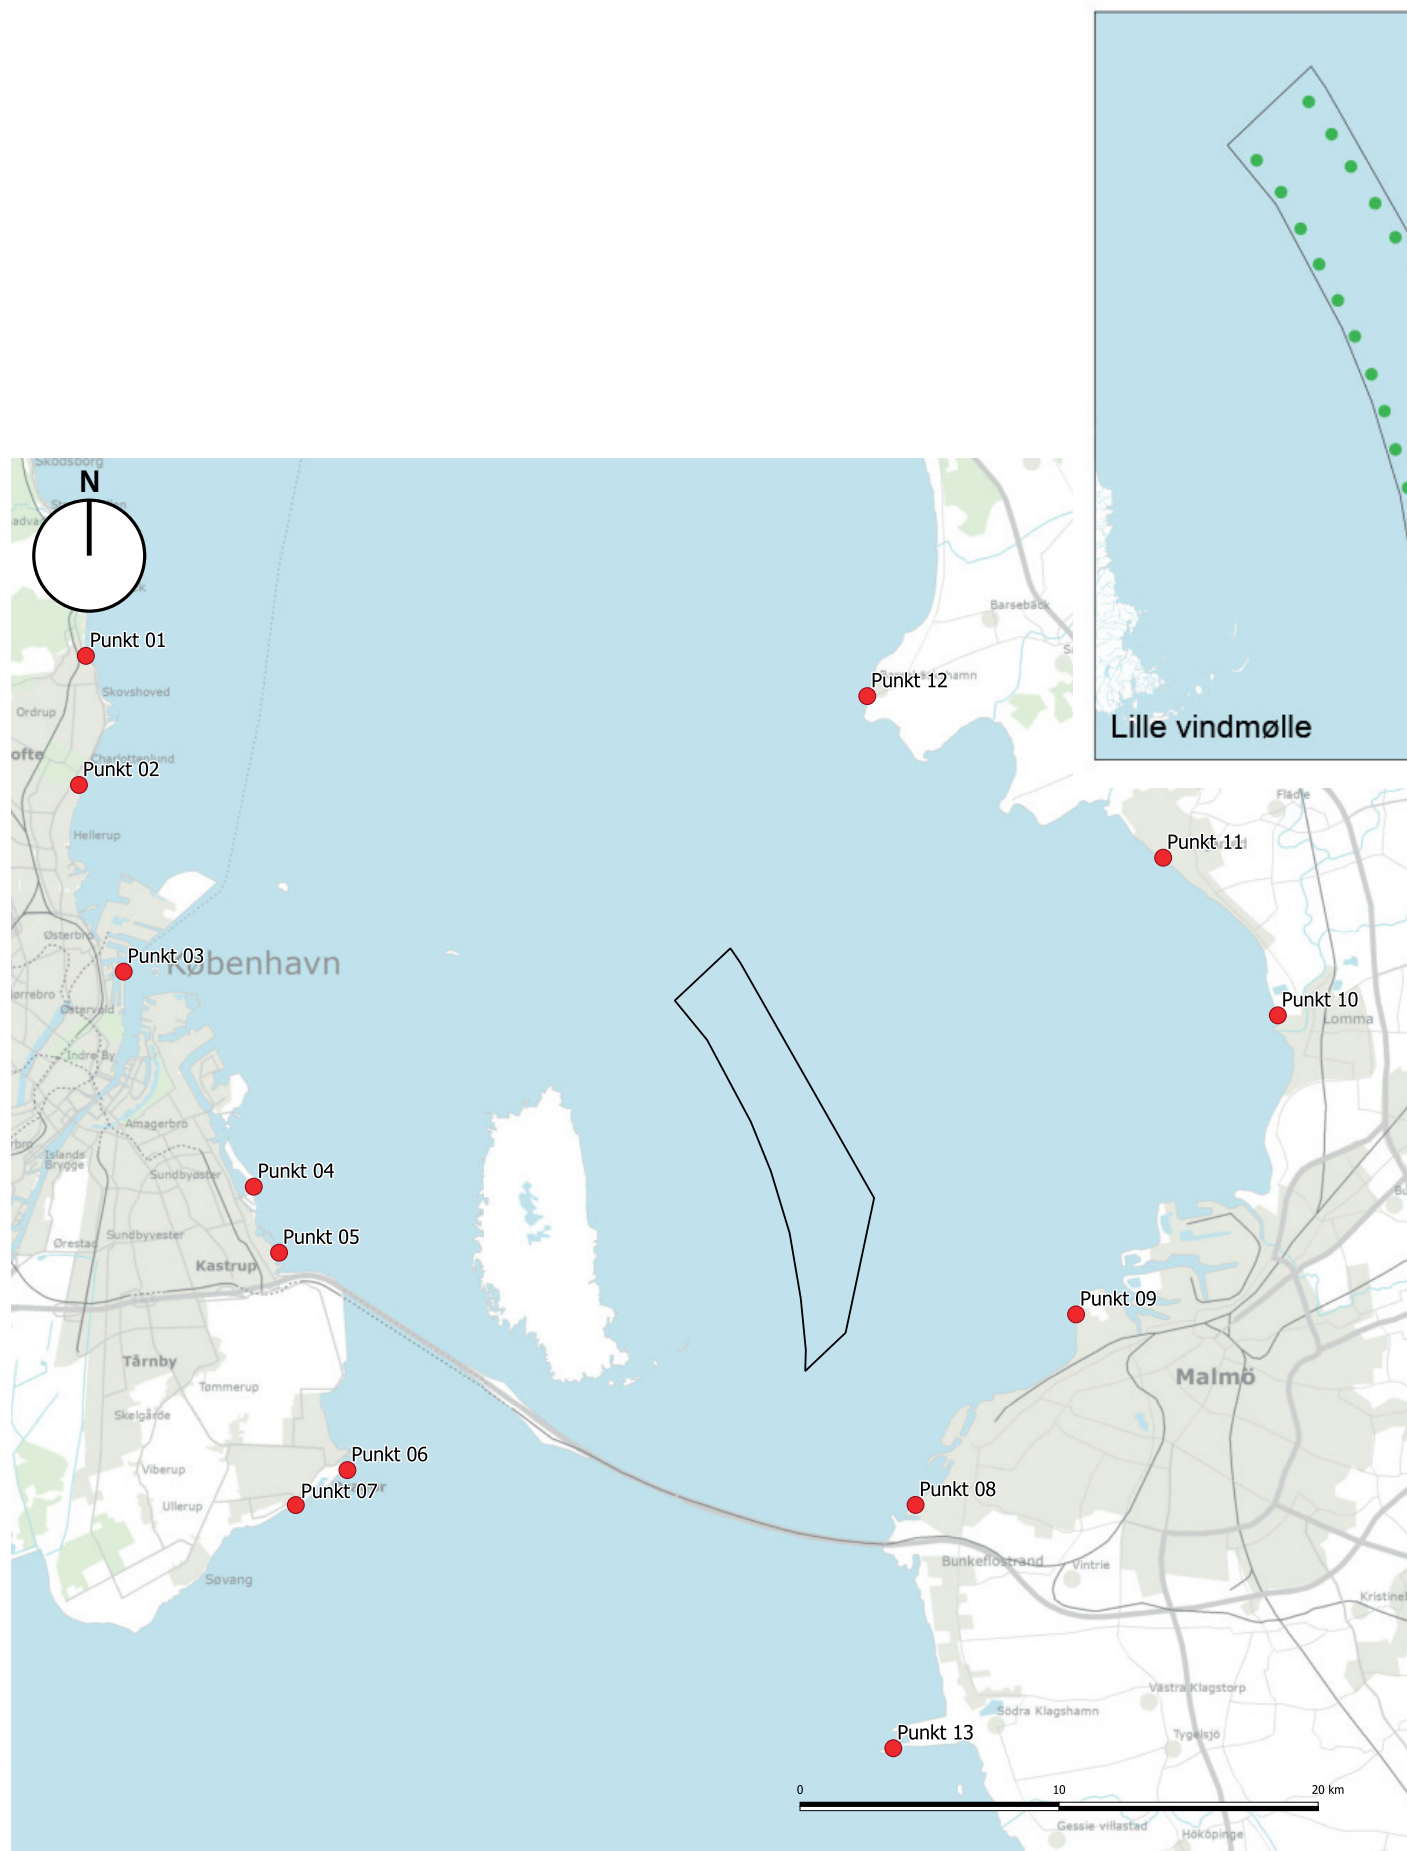 Skodsborg
N
Punkt 01
Skovshoved
Ordrup
Charlottenlund
Punkt 02
Hellerup
Østerbro
København
Punkt 03
Østervold
Indre By
Amagerbro
Islands
Brygge
Sundbyøster
Punkt 04
Sundbyvester
Ørestad
Punkt 05
Kastrup
Tårnby
Tømmerup
Skelgårde
Viberup
Ullerup
Punkt 06
Punkt 07
Søvang
Barsebäck
Punkt 12
Lille vindmølle
Flädie
Punkt 11
Punkt 10
Lomma
Punkt 09
Malmö
Punkt 08
Bunkeflostrand
Vintrie
Västra Klagstorp
Södra Klagshamn
Tygelsjö
Punkt 13
0
10
20 km
Gessie villastad
Hököpinge